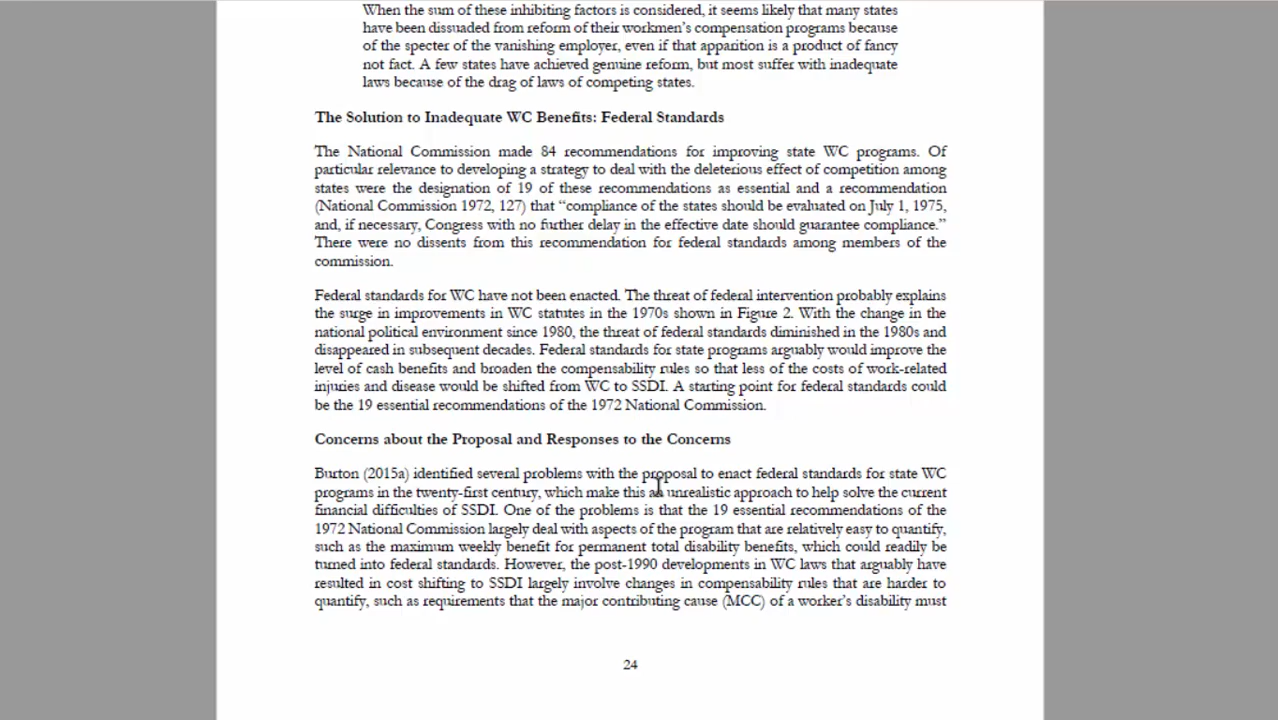 When the sum of these inhibiting factors is considered, it seems likely that many states
have been dissuaded from reform of their workmen's compensation programs because
of the specter of the vanishing employer, even if that apparition is a product of fancy
not fact. A few states have achieved genuine reform, but most suffer with inadequate
laws because of the drag of laws of competing states.
The Solution to Inadequate WC Benefits: Federal Standards
The National Commission made 84 recommendations for improving state WC programs. Of
particular relevance to developing a strategy to deal with the deleterious effect of competition among
states were the designation of 19 of these recommendations as essential and a recommendation
(National Commission 1972, 127) that “compliance of the states should be evaluated on July 1, 1975,
and, if necessary, Congress with no further delay in the effective date should guarantee compliance.”
There were no dissents from this recommendation for federal standards among members of the
commission.
Federal standards for WC have not been enacted. The threat of federal intervention probably explains
the surge in improvements in WC statutes in the 1970s shown in Figure 2. With the change in the
national political environment since 1980, the threat of federal standards diminished in the 1980s and
disappeared in subsequent decades. Federal standards for state programs arguably would improve the
level of cash benefits and broaden the compensability rules so that less of the costs of work-related
injuries and disease would be shifted from WC to SSDI. A starting point for federal standards could
be the 19 essential recommendations of the 1972 National Commission.
Concerns about the Proposal and Responses to the Concerns
Burton (2015a) identified several problems with the proposal to enact federal standards for state WC
programs in the twenty-first century, which make this an unrealistic approach to help solve the current
financial difficulties of SSDI. One of the problems is that the 19 essential recommendations of the
1972 National Commission largely deal with aspects of the program that are relatively easy to quantify,
such as the maximum weekly benefit for permanent total disability benefits, which could readily be
turned into federal standards. However, the post-1990 developments in WC laws that arguably have
resulted in cost shifting to SSDI largely involve changes in compensability rules that are harder to
quantify, such as requirements that the major contributing cause (MCC) of a worker's disability must
24